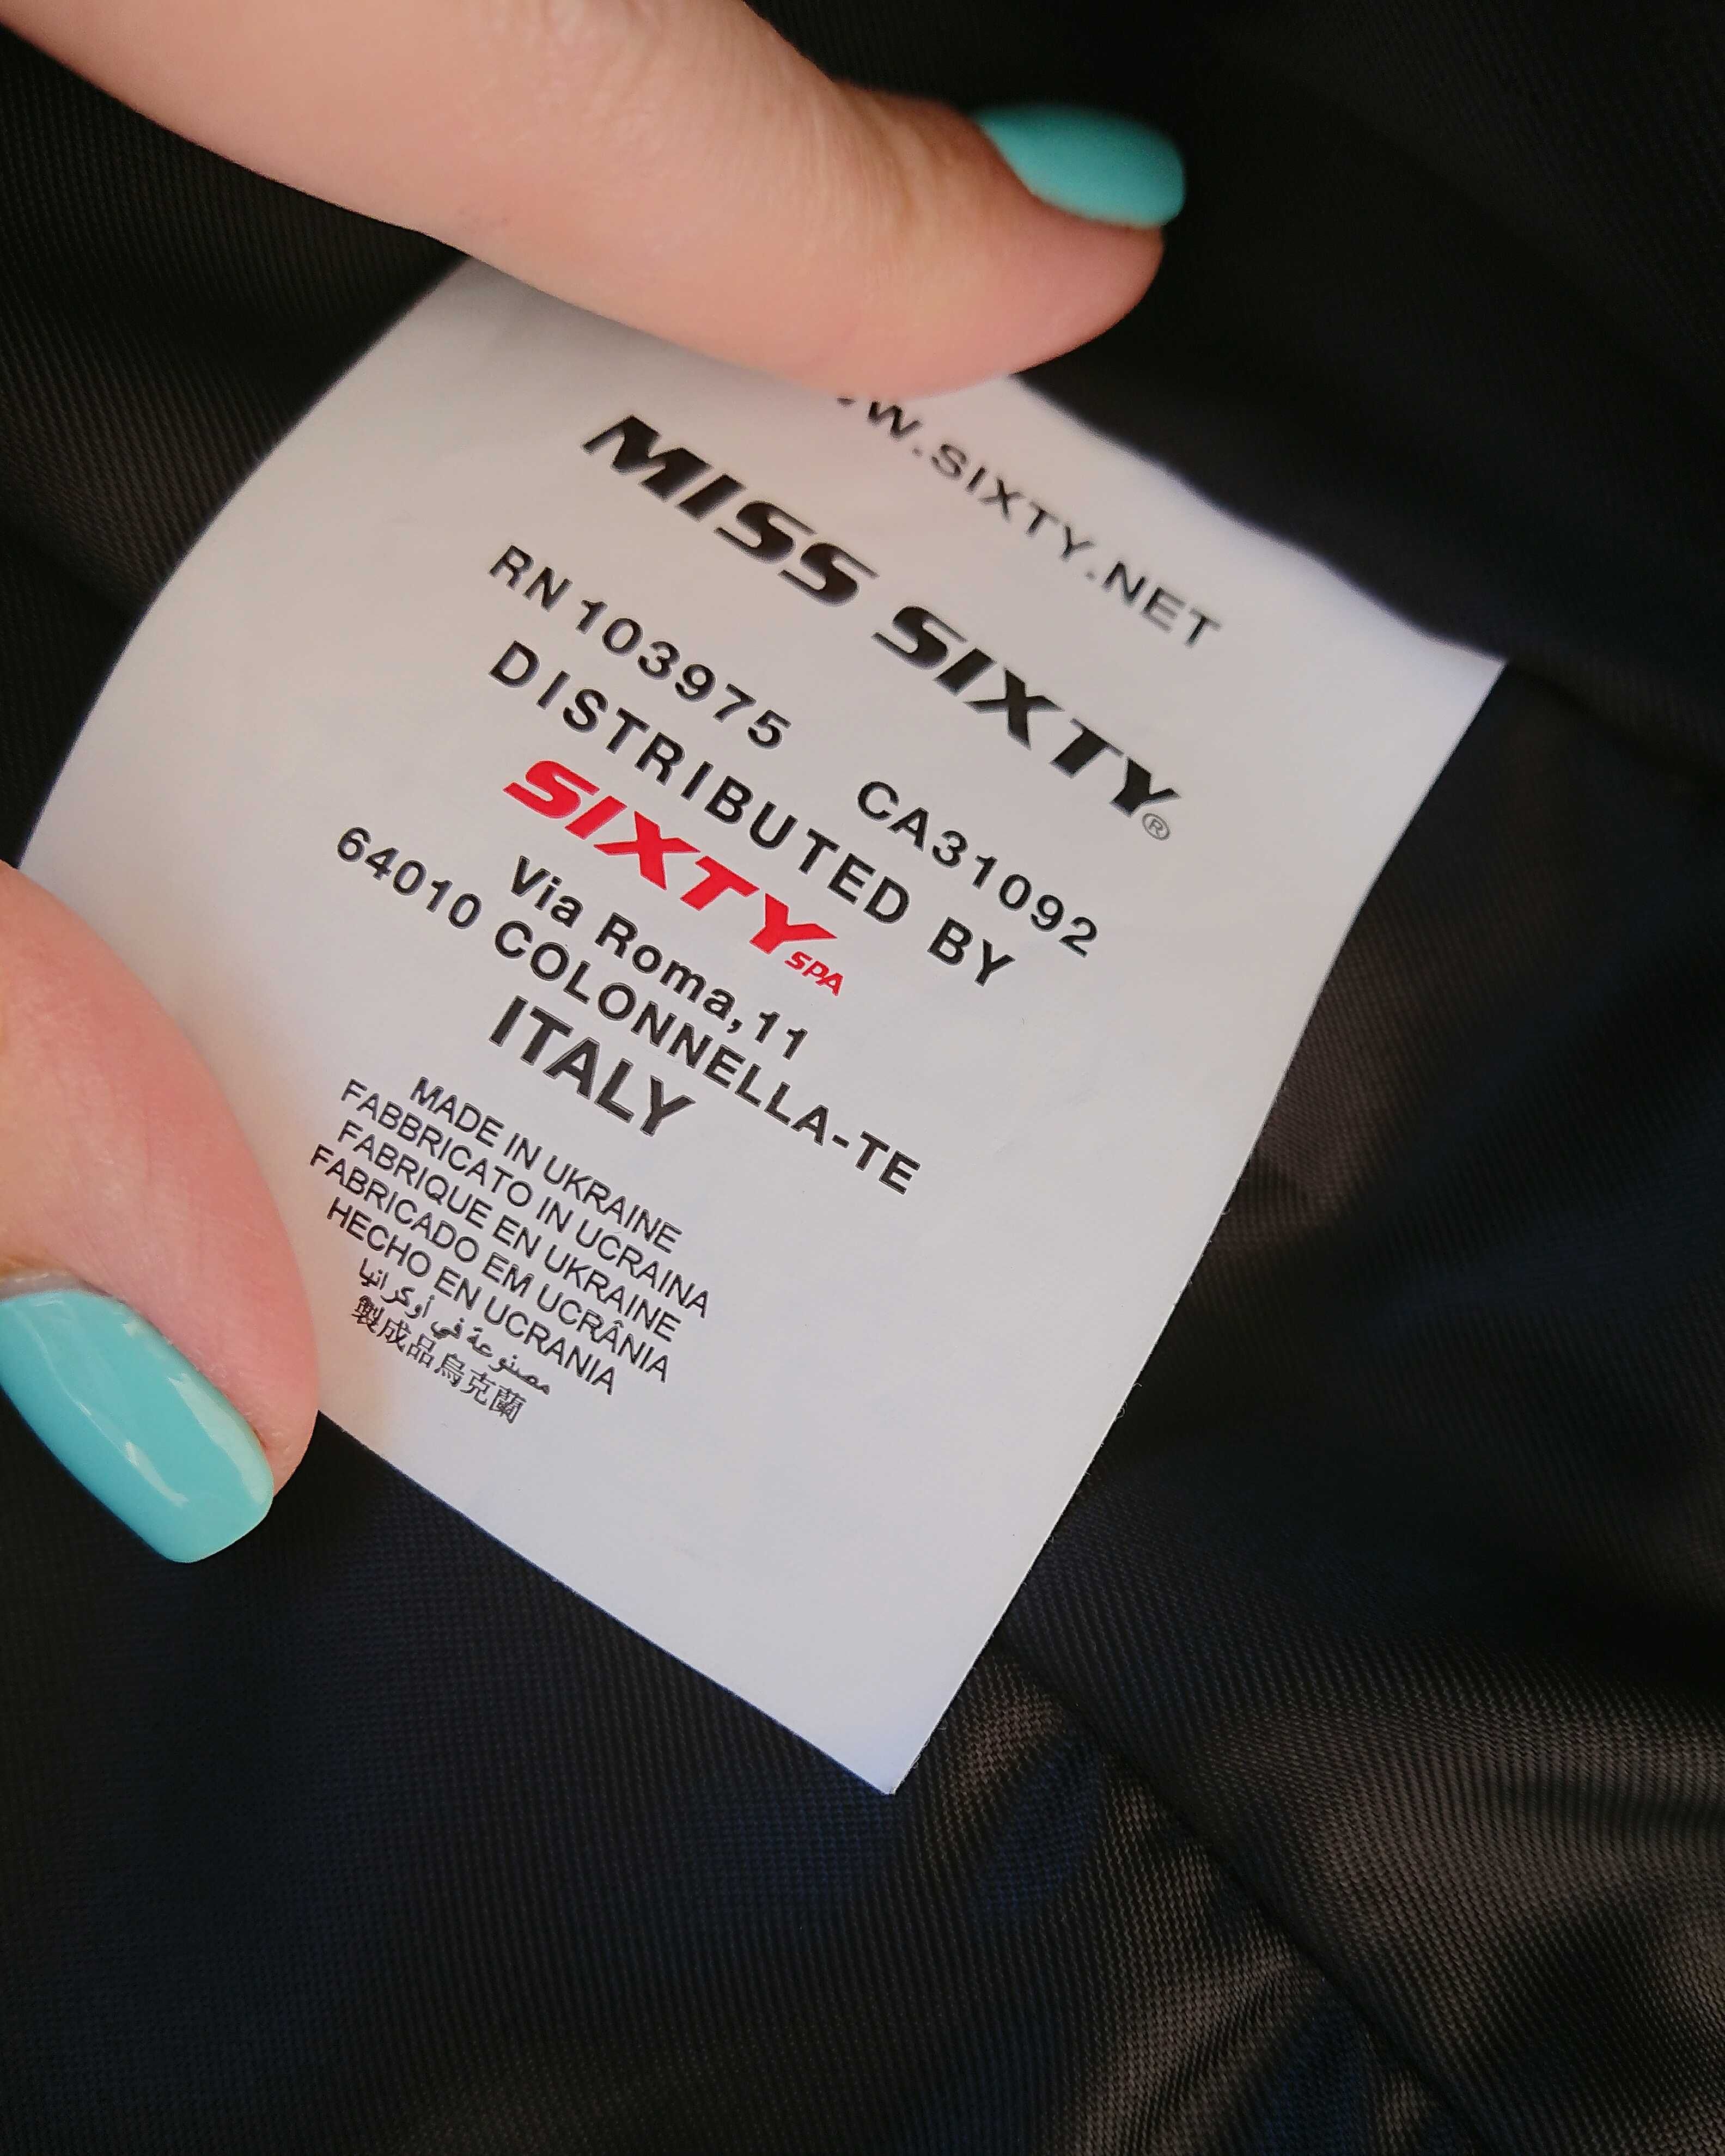 W.SIXTY.NET
MISS SIXTY®
RN 103975 CA31092
DISTRIBUTED BY
SIXTY SPA
Via Roma, 11
64010 COLONNELLA-TE
ITALY
MADE IN UKRAINE
FABBRICATO IN UCRAINA
FABRIQUE EN UKRAINE
FABRICADO EM UCRÂNIA
HECHO EN UCRANIA
مصنوعة في أوكرانيا
製成品烏克蘭